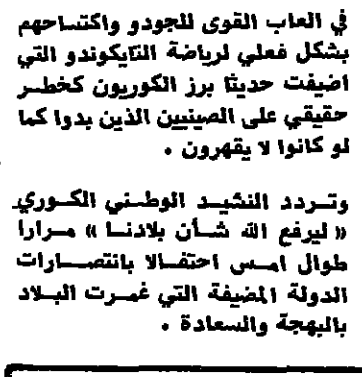 في العاب القوى للجودو واكتساحهم
بشكل فعلي لرياضة التايكوندو التي
اضيفت حديثا برز الكوريون كخطر
حقيقي على الصينيين الذين بدوا كما
لو كانوا لا يقهرون .
وتردد النشيد الوطني الكوري
« ليرفع الله شأن بلادنا » مرارا
طوال امس احتفالا بانتصارات
الدولة المضيفة التي غمرت البلاد
بالبهجة والسعادة .